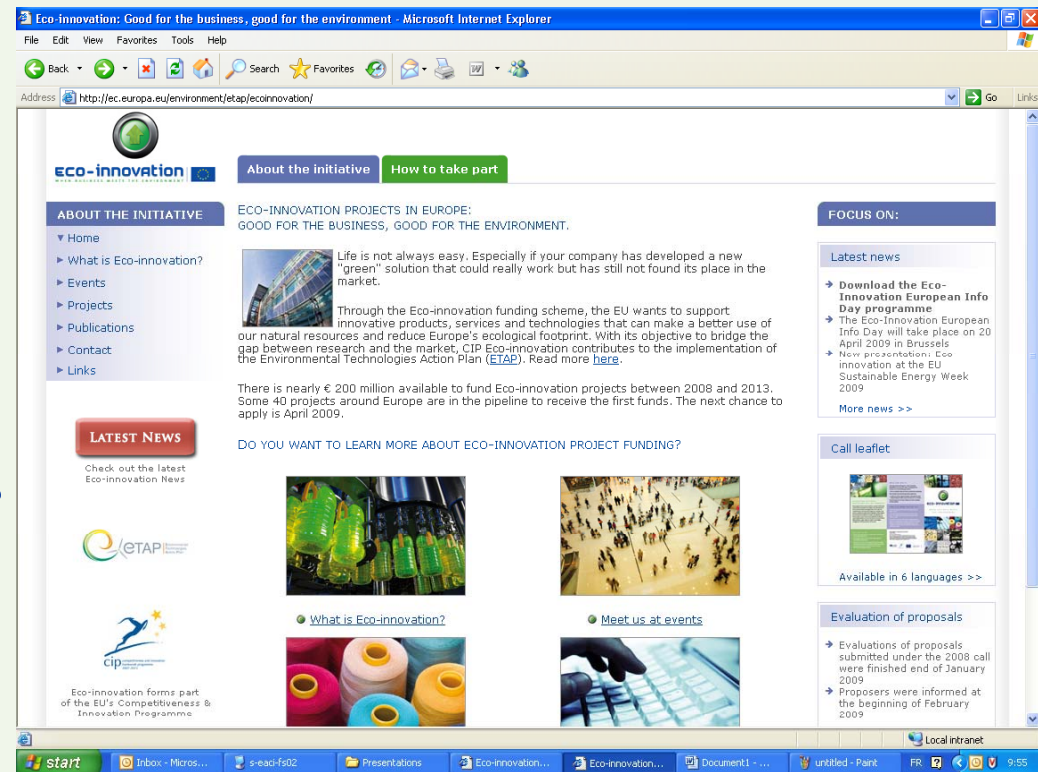 Eco-innovation: Good for the business, good for the environment - Microsoft Internet Explorer
File Edit View Favorites Tools Help
Back Search Favorites
Address http://ec.europa.eu/environment/etap/ecoinnovation/ Go Links
eco-innovation
WHEN BUSINESS MEETS THE ENVIRONMENT
About the initiative How to take part
ABOUT THE INITIATIVE
Home
What is Eco-innovation?
Events
Projects
Publications
Contact
Links
LATEST NEWS
Check out the latest
Eco-innovation News
eTAP
cip
Eco-innovation forms part
of the EU's Competitiveness &
Innovation Programme
ECO-INNOVATION PROJECTS IN EUROPE:
GOOD FOR THE BUSINESS, GOOD FOR THE ENVIRONMENT.
Life is not always easy. Especially if your company has developed a new
"green" solution that could really work but has still not found its place in the
market.
Through the Eco-innovation funding scheme, the EU wants to support
innovative products, services and technologies that can make a better use of
our natural resources and reduce Europe's ecological footprint. With its objective to bridge the
gap between research and the market, CIP Eco-innovation contributes to the implementation of
the Environmental Technologies Action Plan (ETAP). Read more here.
There is nearly € 200 million available to fund Eco-innovation projects between 2008 and 2013.
Some 40 projects around Europe are in the pipeline to receive the first funds. The next chance to
apply is April 2009.
DO YOU WANT TO LEARN MORE ABOUT ECO-INNOVATION PROJECT FUNDING?
What is Eco-innovation?
Meet us at events
FOCUS ON:
Latest news
Download the Eco-
Innovation European Info
Day programme
The Eco-Innovation European
Info Day will take place on 20
April 2009 in Brussels
New presentation: Eco
innovation at the EU
Sustainable Energy Week
2009
More news >>
Call leaflet
Available in 6 languages >>
Evaluation of proposals
Evaluations of proposals
submitted under the 2008 call
were finished end of January
2009
Proposers were informed at
the beginning of February
2009
Local intranet
start Inbox - Micros... s-eaci-fs02 Presentations Eco-innovation... Eco-innovation... Document1 - ... untitled - Paint FR 9:55